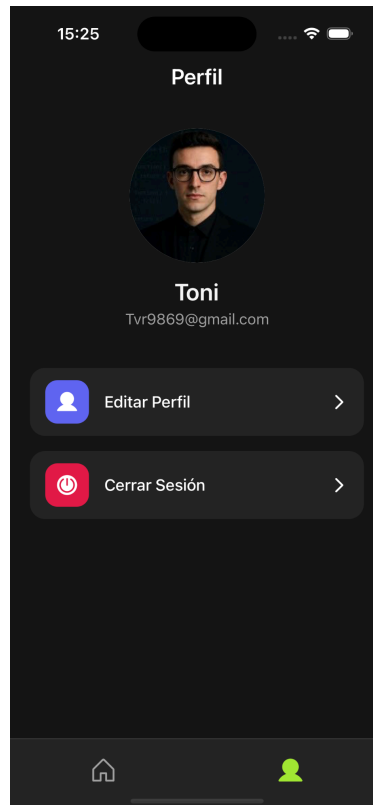 15:25
Perfil
Toni
Tvr9869@gmail.com
Editar Perfil
Cerrar Sesión